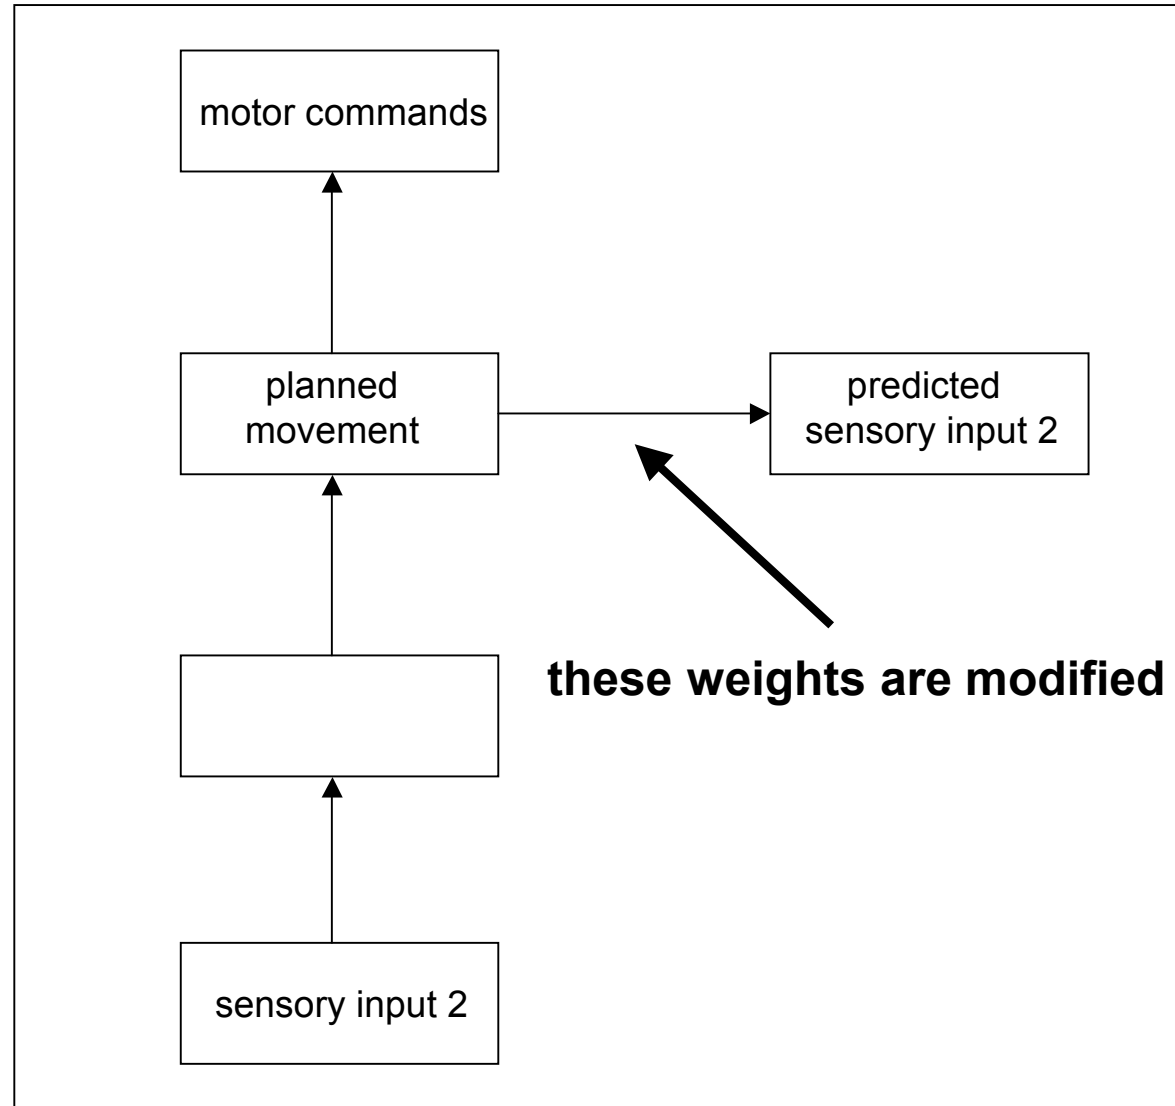 motor commands
planned
movement
predicted
sensory input 2
these weights are modified
sensory input 2